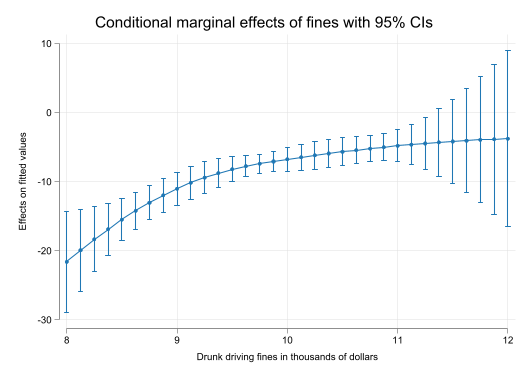 Conditional marginal effects of fines with 95% CIs
10
0
-10
-20
-30
Effects on fitted values
8 9 10 11 12
Drunk driving fines in thousands of dollars